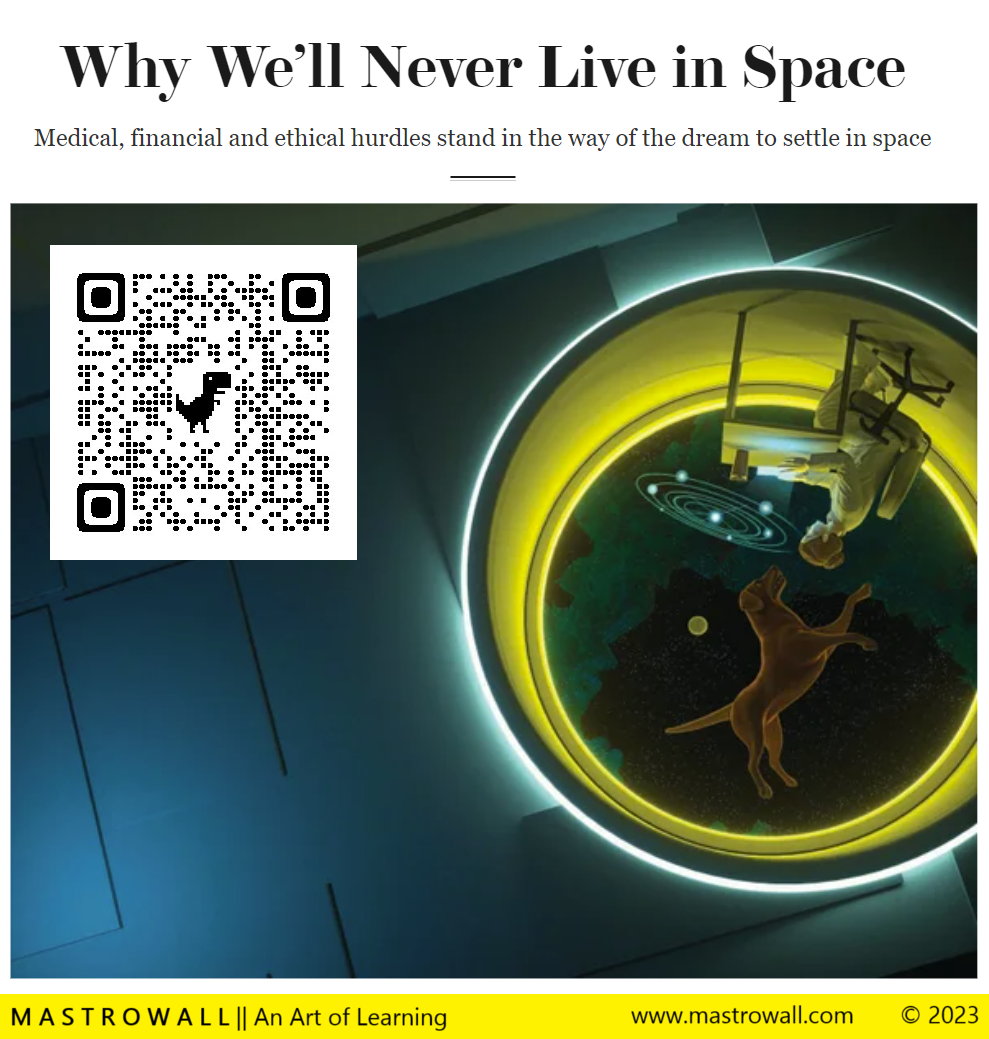 Why We’ll Never Live in Space
Medical, financial and ethical hurdles stand in the way of the dream to settle in space
MASTROWALL || An Art of Learning www.mastrowall.com © 2023